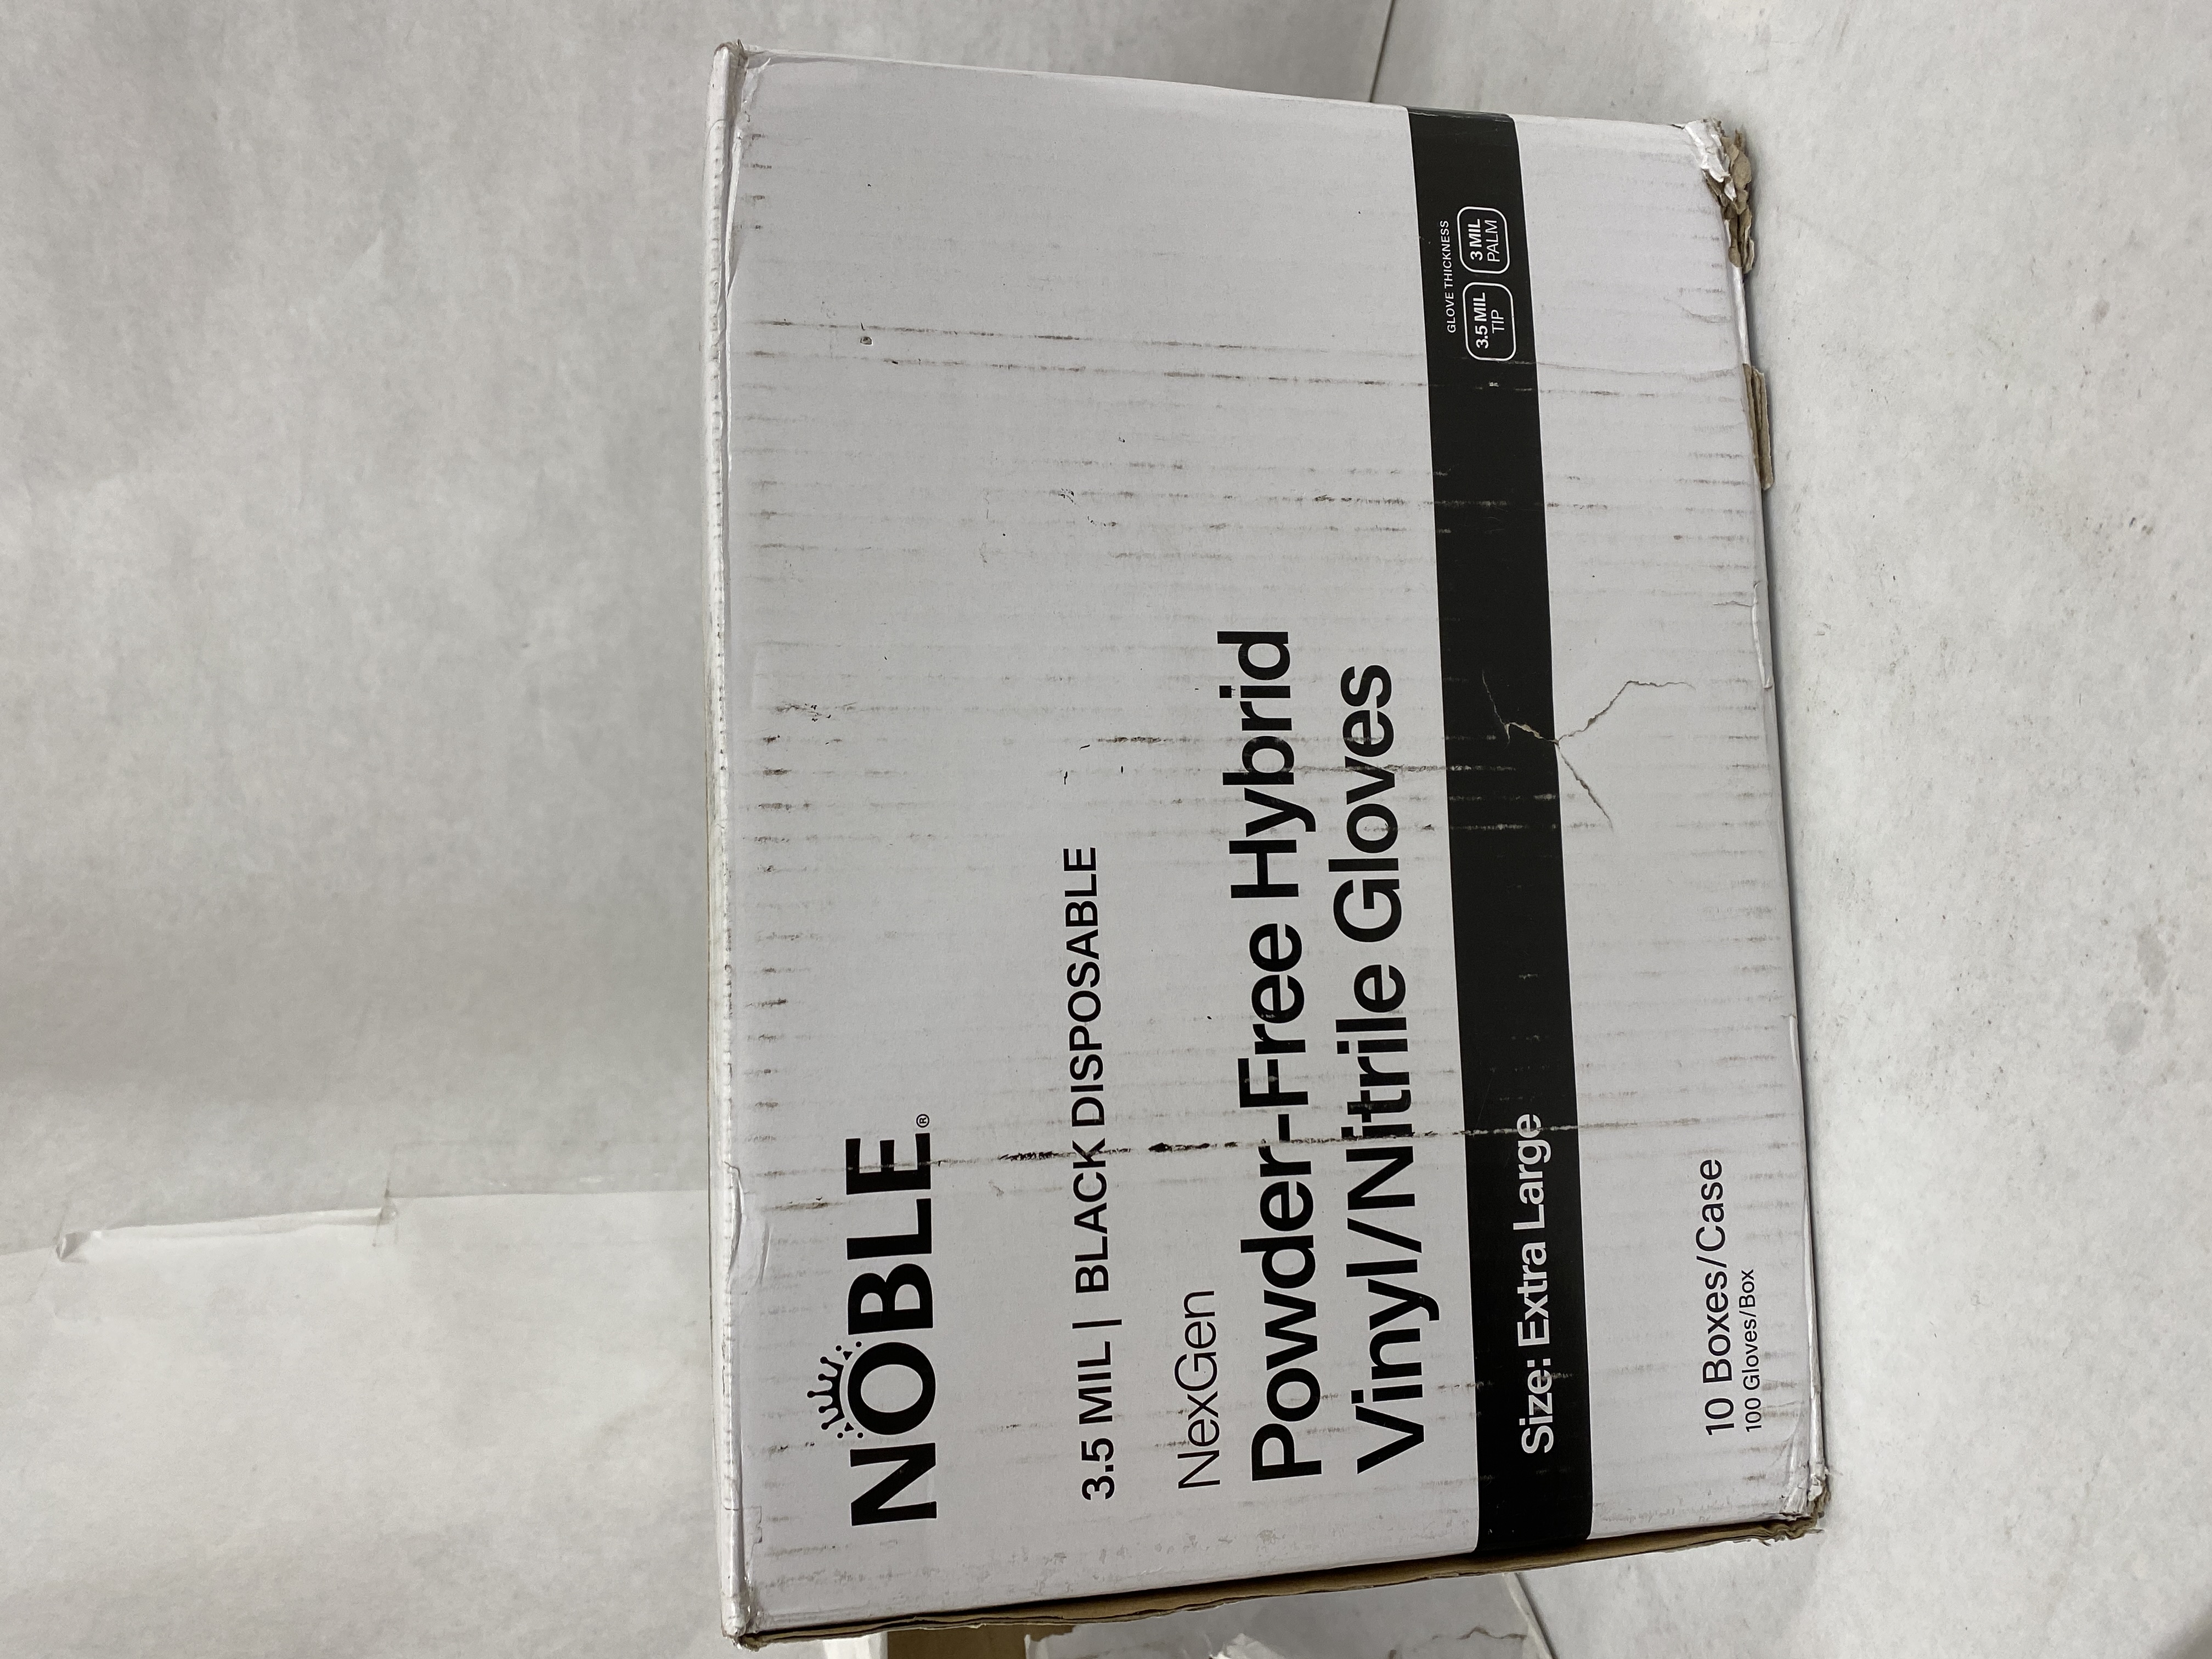 NOBLE®
3.5 MIL | BLACK DISPOSABLE
NexGen
Powder-Free Hybrid
Vinyl/Nitrile Gloves
Size: Extra Large
GLOVE THICKNESS
3.5 MIL
TIP
3 MIL
PALM
10 Boxes/Case
100 Gloves/Box